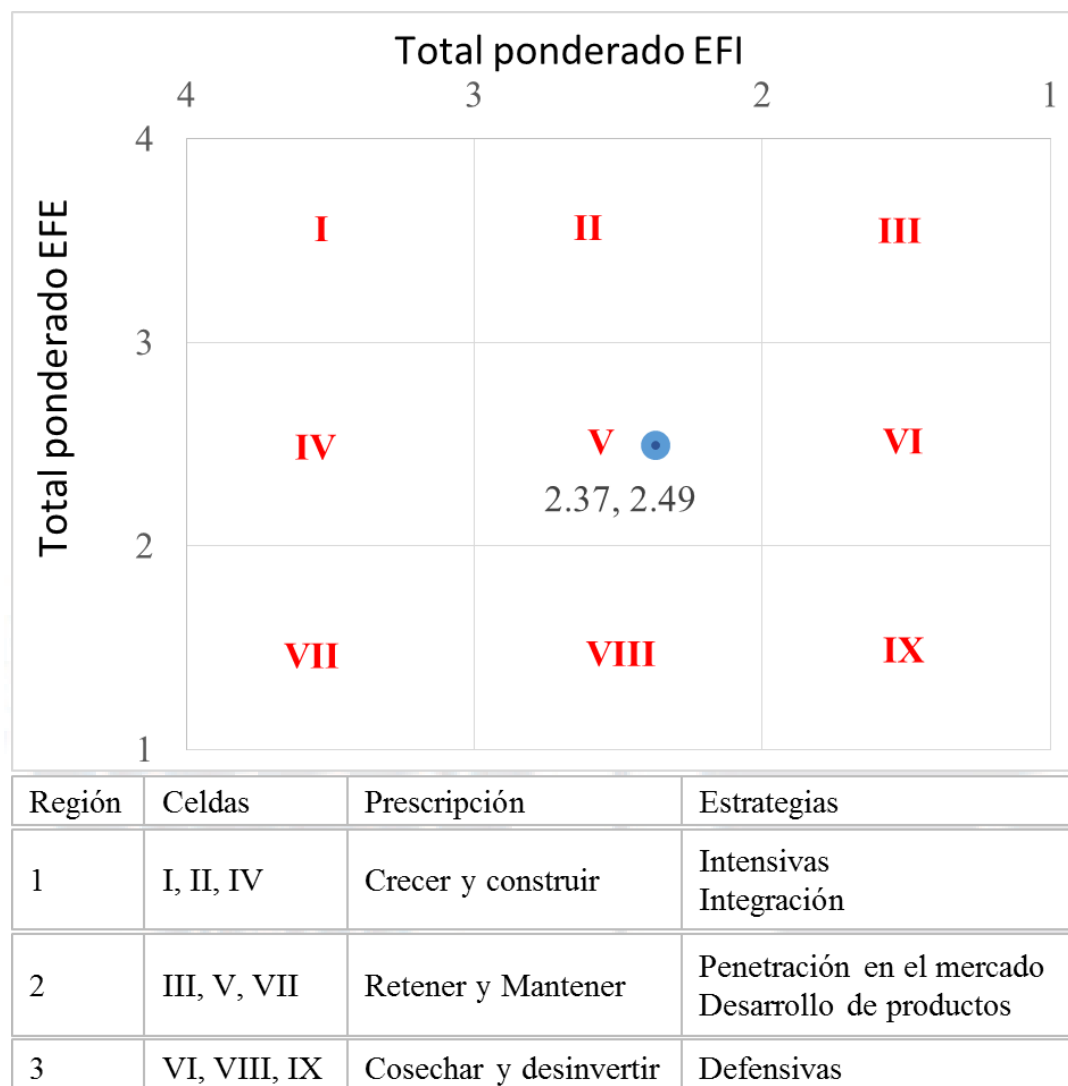 Total ponderado EFI
4 3 2 1
Total ponderado EFE
4
I II III
3
IV V VI
2.37, 2.49
2
VII VIII IX
1
Región Celdas Prescripción Estrategias
1 I, II, IV Crecer y construir Intensivas
Integración
2 III, V, VII Retener y Mantener Penetración en el mercado
Desarrollo de productos
3 VI, VIII, IX Cosechar y desinvertir Defensivas